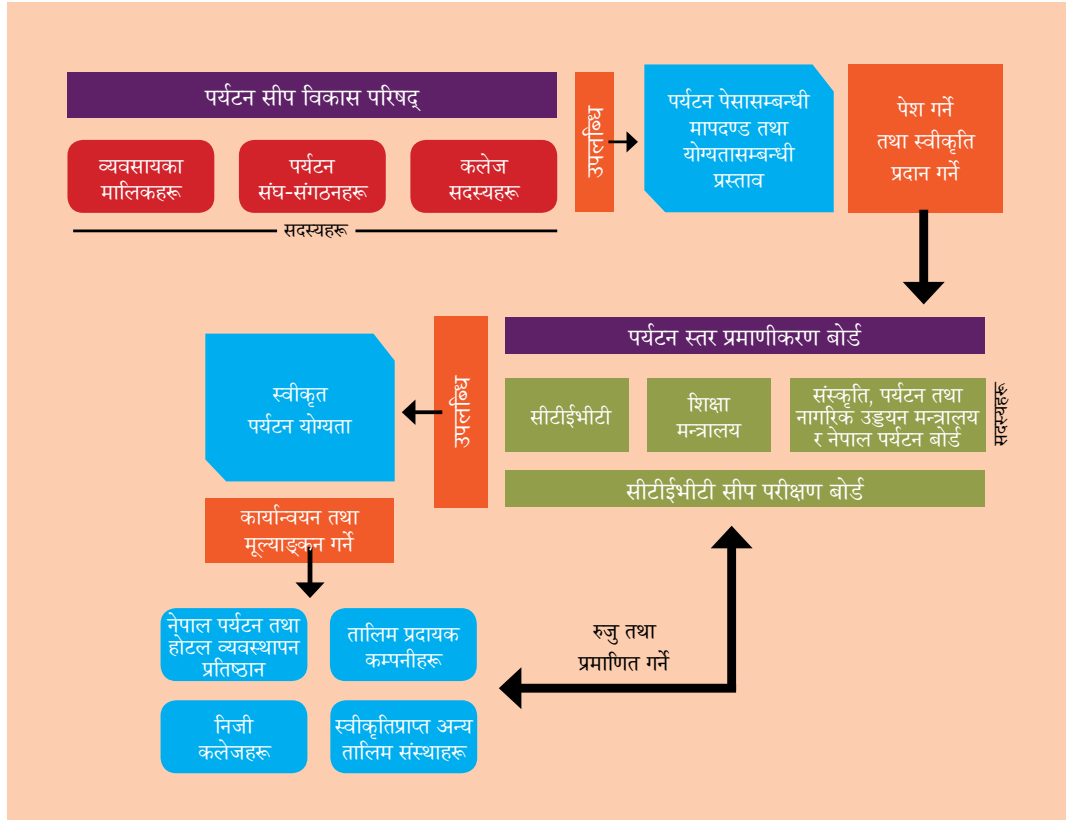 पर्यटन सीप विकास परिषद्
व्यवसायका
मालिकहरू
पर्यटन
संघ-संगठनहरू
कलेज
सदस्यहरू
सदस्यहरू
उपलब्धि
पर्यटन पेसासम्बन्धी
मापदण्ड तथा
योग्यतासम्बन्धी
प्रस्ताव
पेश गर्ने
तथा स्वीकृति
प्रदान गर्ने
पर्यटन स्तर प्रमाणीकरण बोर्ड
सीटीईभीटी
शिक्षा
मन्त्रालय
संस्कृति, पर्यटन तथा
नागरिक उड्डयन मन्त्रालय
र नेपाल पर्यटन बोर्ड
सदस्यहरू
सीटीईभीटी सीप परीक्षण बोर्ड
उपलब्धि
स्वीकृत
पर्यटन योग्यता
कार्यान्वयन तथा
मूल्याङ्कन गर्ने
नेपाल पर्यटन तथा
होटल व्यवस्थापन
प्रतिष्ठान
तालिम प्रदायक
कम्पनीहरू
निजी
कलेजहरू
स्वीकृतिप्राप्त अन्य
तालिम संस्थाहरू
रुजु तथा
प्रमाणित गर्ने